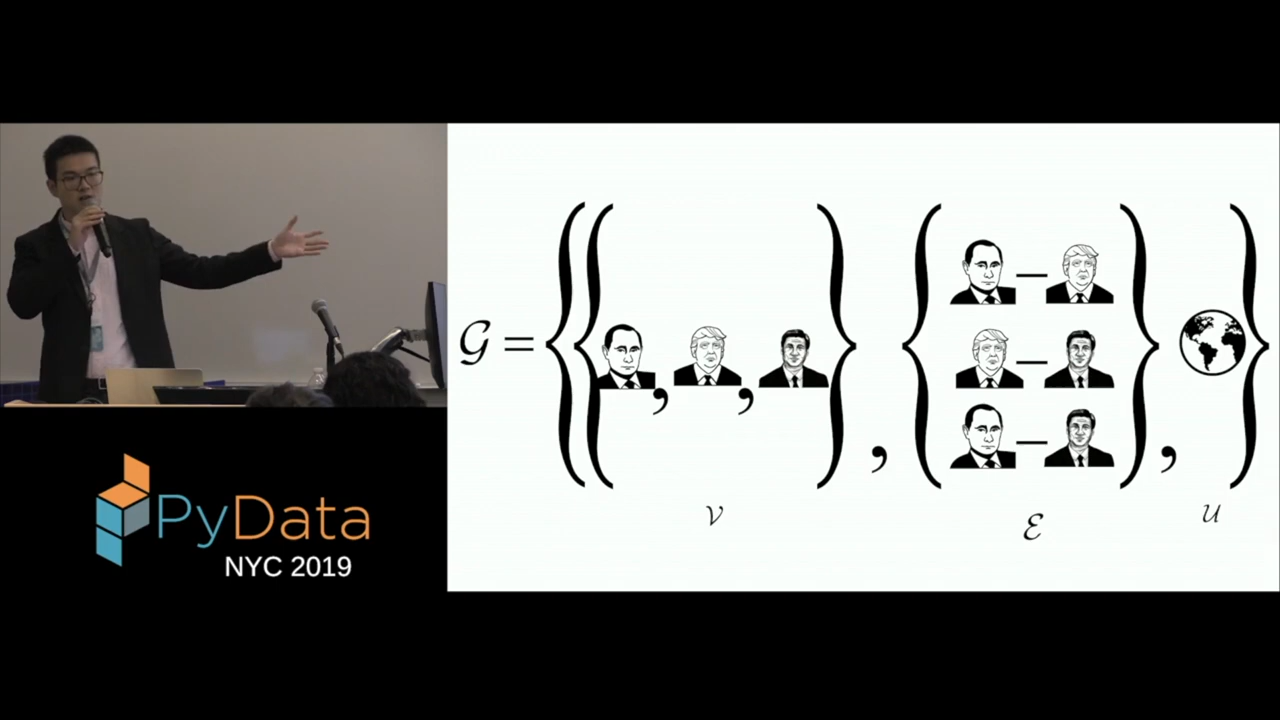 𝒢 = { { , , } , { – – – } , }
𝒱
ℰ
𝒰
PyData
NYC 2019